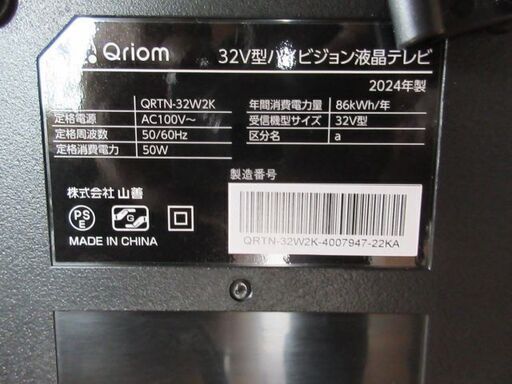 Qriom 32V型ハイビジョン液晶テレビ
2024年製
QRTN-32W2K
定格電源 AC100V～
定格周波数 50/60Hz
定格消費電力 50W
年間消費電力量 86kWh/年
受信機型サイズ 32V型
区分名 a
製造番号
株式会社 山善
PSE
G
MADE IN CHINA
QRTN-32W2K-4007947-22KA